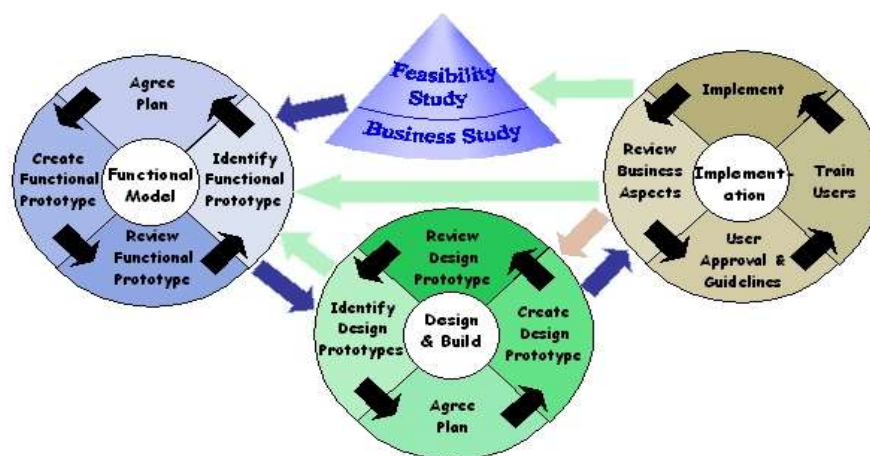 Feasibility
Study
Business Study
Agree
Plan
Create
Functional
Prototype
Functional
Model
Identify
Functional
Prototype
Review
Functional
Prototype
Implement
Review
Business
Aspects
Implement-
ation
Train
Users
User
Approval &
Guidelines
Review
Design
Prototype
Identify
Design
Prototypes
Design
& Build
Create
Design
Prototype
Agree
Plan